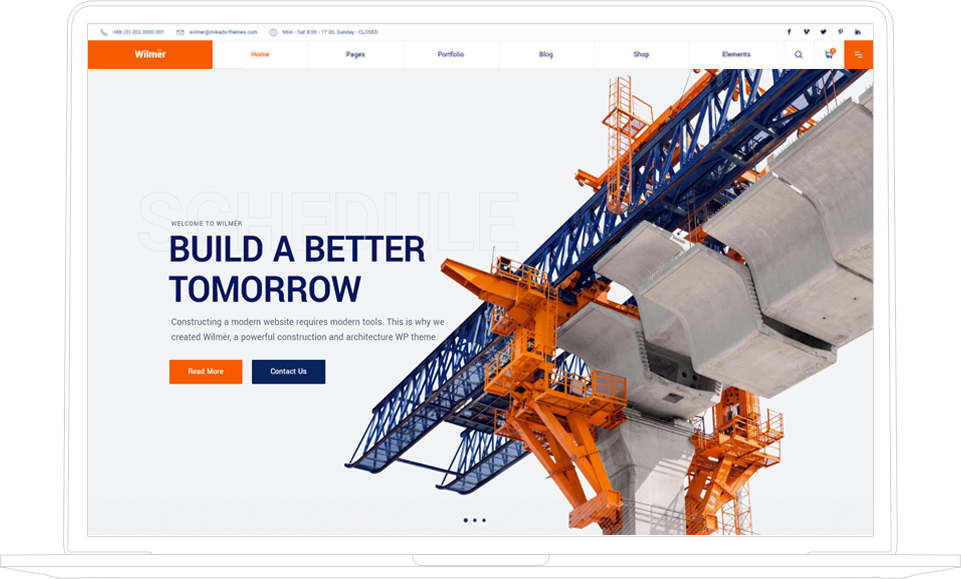 +88 (0) 202 0000 001 wilmer@mikado-themes.com Mon - Sat 8:00 - 17:30, Sunday - CLOSED
Wilmër Home Pages Portfolio Blog Shop Elements
SCHEDULE
WELCOME TO WILMËR
BUILD A BETTER
TOMORROW
Constructing a modern website requires modern tools. This is why we
created Wilmër, a powerful construction and architecture WP theme.
Read More Contact Us